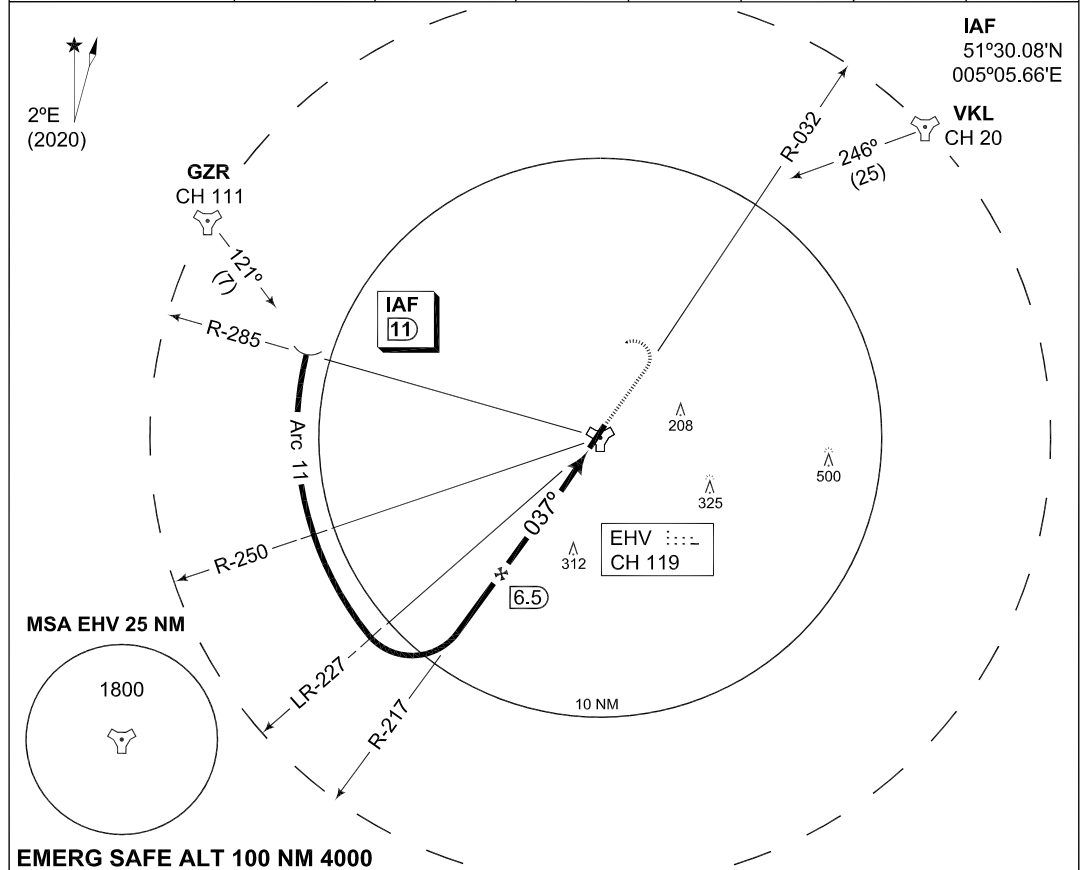 IAF
51º30.08'N
005º05.66'E
2ºE
(2020)
VKL
CH 20
R-032
246º
(25)
GZR
CH 111
121º
(7)
IAF
11
R-285
Arc 11
208
500
325
037º
EHV
CH 119
312
6.5
R-250
MSA EHV 25 NM
1800
LR-227
R-217
10 NM
EMERG SAFE ALT 100 NM 4000